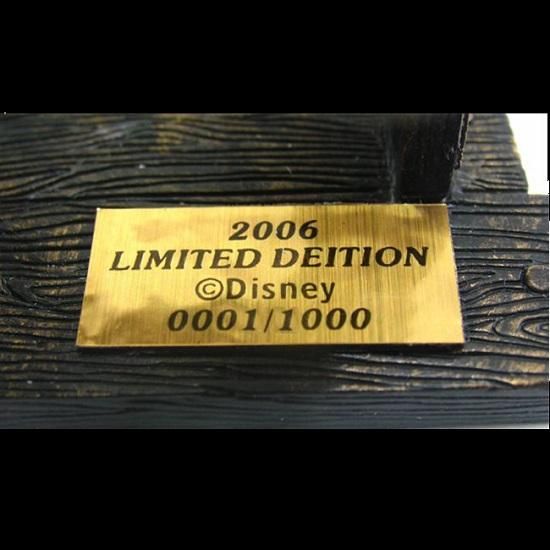 2006
LIMITED DEITION
©Disney
0001/1000